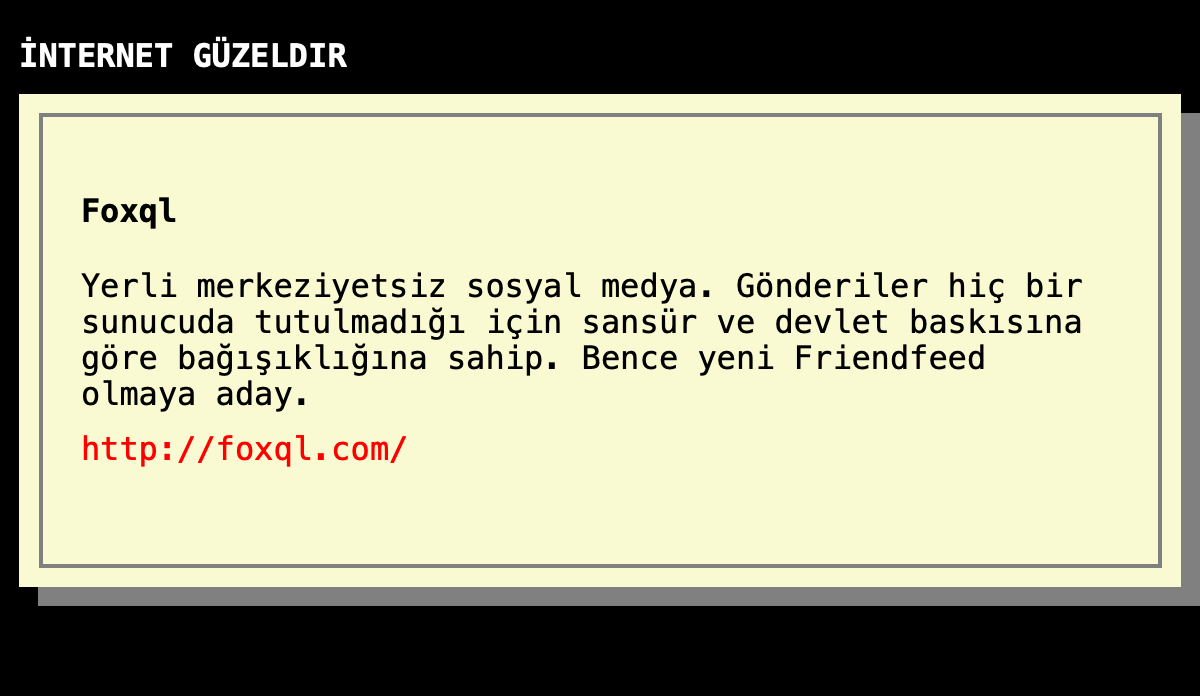 İNTERNET GÜZELDIR
Foxql
Yerli merkeziyetsiz sosyal medya. Gönderiler hiç bir
sunucuda tutulmadığı için sansür ve devlet baskısına
göre bağışıklığına sahip. Bence yeni Friendfeed
olmaya aday.
http://foxql.com/